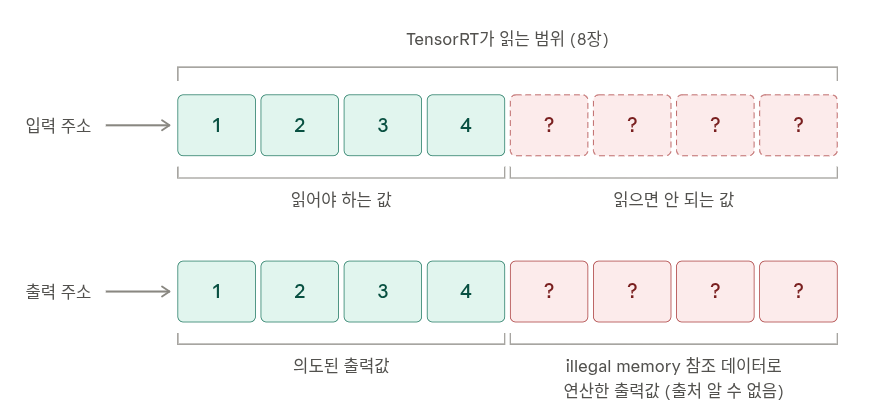 TensorRT가 읽는 범위 (8장)
입력 주소
1 2 3 4 ? ? ? ?
읽어야 하는 값
읽으면 안 되는 값
출력 주소
1 2 3 4 ? ? ? ?
의도된 출력값
illegal memory 참조 데이터로
연산한 출력값 (출처 알 수 없음)